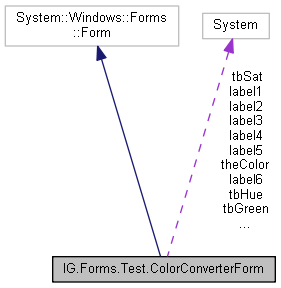 System::Windows::Forms
::Form
System
tbSat
label1
label2
label3
label4
label5
theColor
label6
tbHue
tbGreen
...
IG.Forms.Test.ColorConverterForm